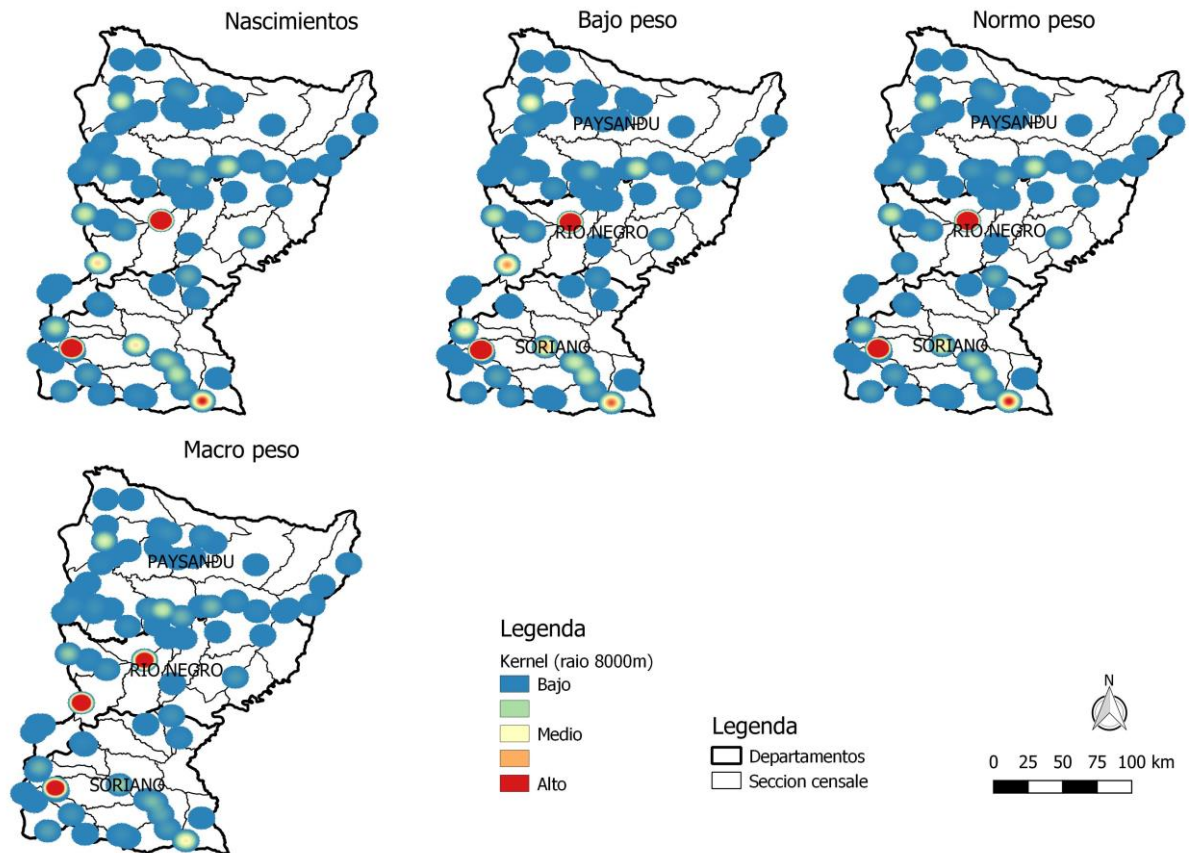 Nascimientos
Bajo peso
Normo peso
PAYSANDU
PAYSANDU
RIO NEGRO
RIO NEGRO
SORIANO
SORIANO
Macro peso
PAYSANDU
RIO NEGRO
SORIANO
Legenda
Kernel (raio 8000m)
Bajo
Medio
Alto
Legenda
Departamentos
Seccion censale
N
0 25 50 75 100 km